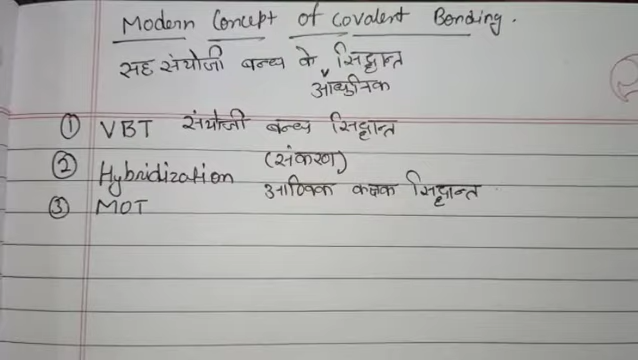 Modern Concept of Covalent Bonding.
सह संयोजी बन्ध के सिद्धान्त
आधुनिक
① VBT संयोजी बन्ध सिद्धान्त
② Hybridization (संकरण)
③ MOT आण्विक कक्षक सिद्धान्त